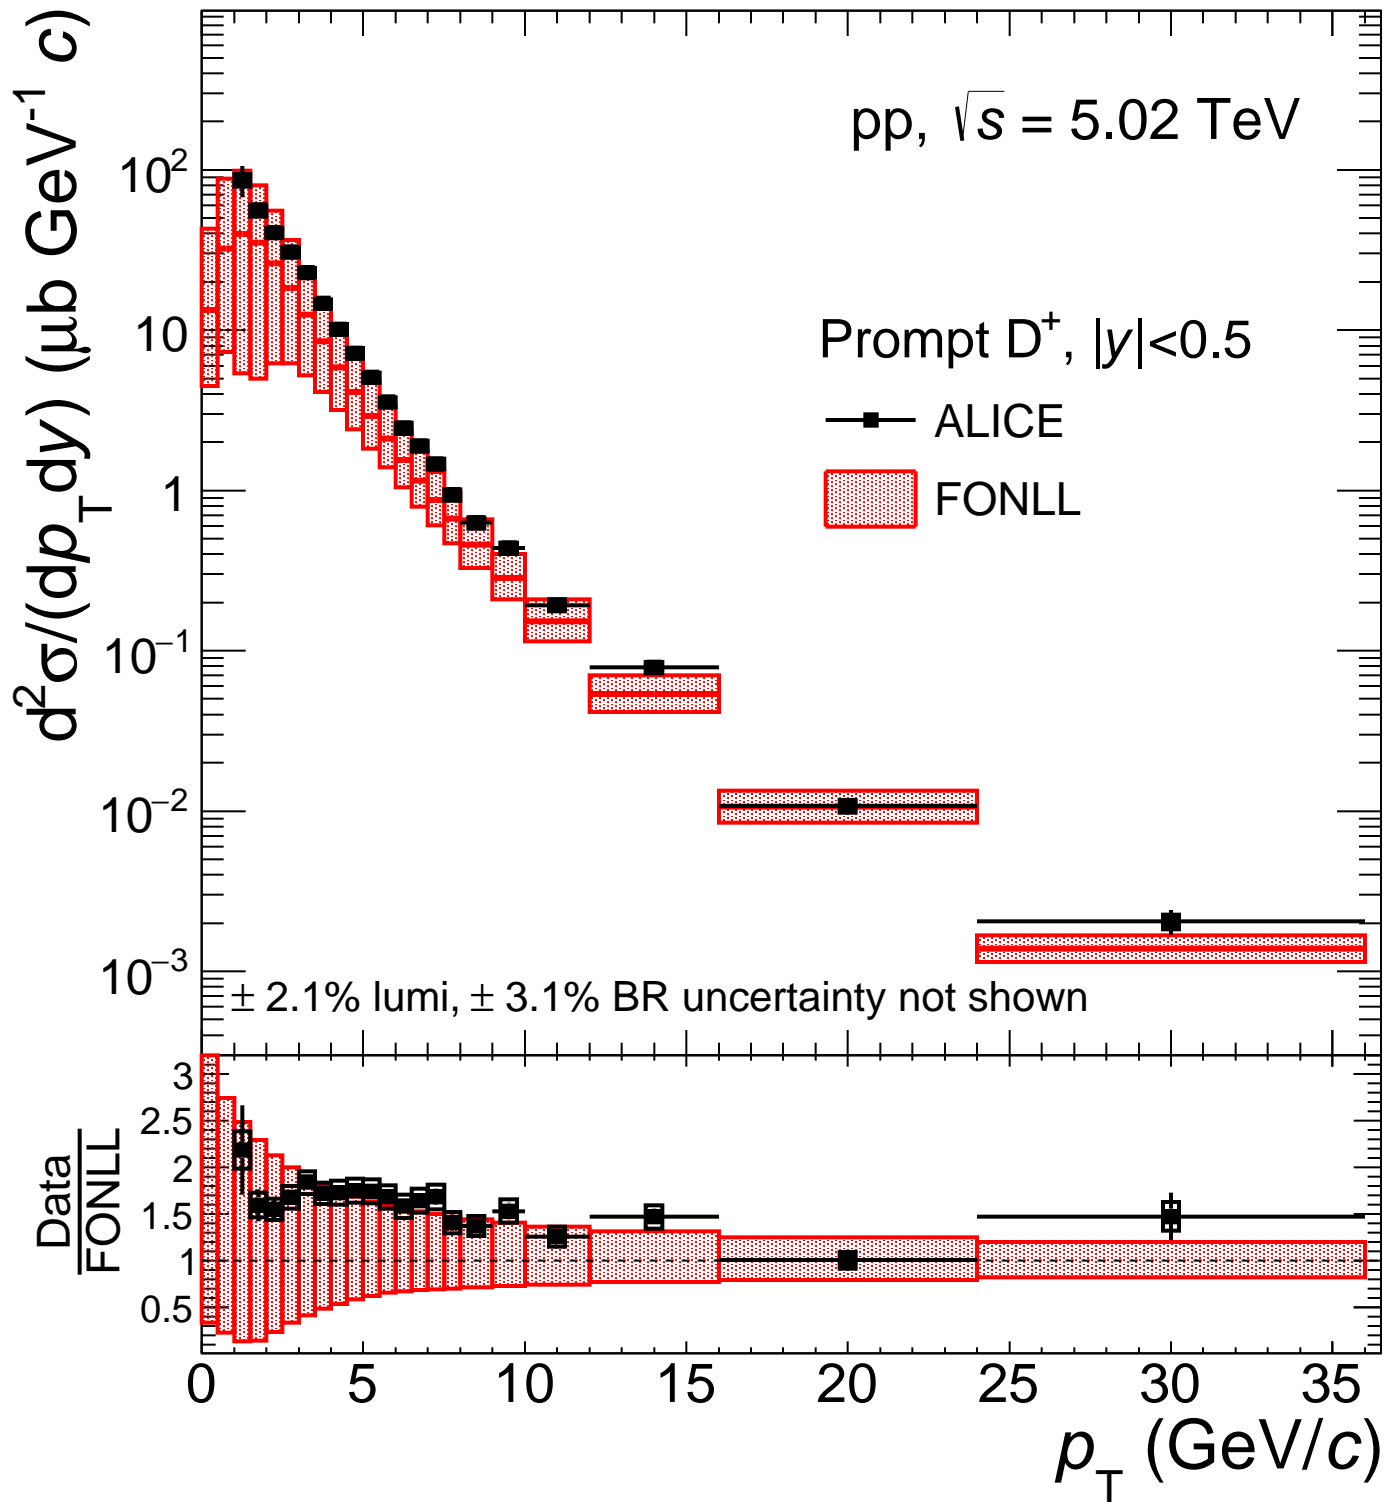 d²σ/(dp_T dy) (μb GeV⁻¹ c)
10²
10
1
10⁻¹
10⁻²
10⁻³
pp, √s = 5.02 TeV
Prompt D⁺, |y|<0.5
ALICE
FONLL
± 2.1% lumi, ± 3.1% BR uncertainty not shown
Data
FONLL
3
2.5
2
1.5
1
0.5
0 5 10 15 20 25 30 35
p_T (GeV/c)